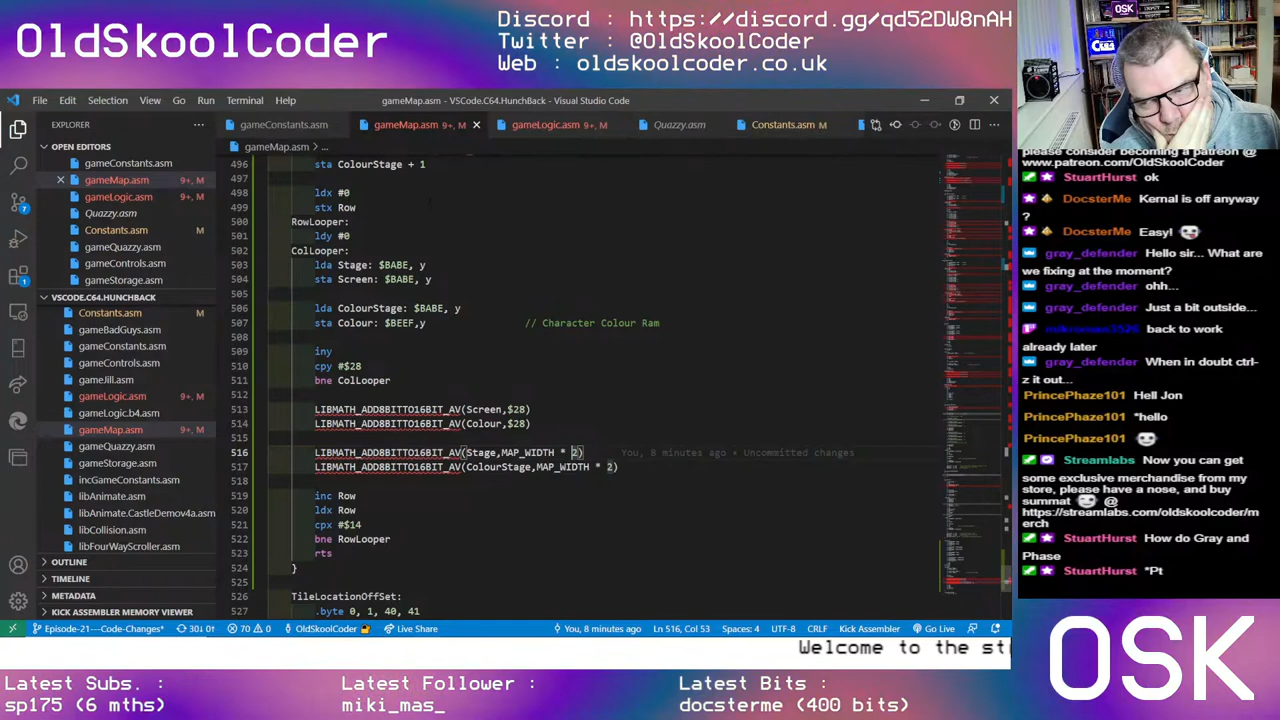 OldSkoolCoder
Discord : https://discord.gg/qd52DW8nAH
Twitter : @OldSkoolCoder
Web : oldskoolcoder.co.uk
File Edit Selection View Go Run Terminal Help
gameMap.asm - VSCode.C64.HunchBack - Visual Studio Code
EXPLORER
gameConstants.asm
gameMap.asm 9+, M
gameLogic.asm 9+, M
Quazzy.asm
Constants.asm M
OPEN EDITORS
gameConstants.asm
gameMap.asm 9+, M
gameLogic.asm 9+, M
Quazzy.asm
Constants.asm M
gameQuazzy.asm
gameControls.asm
gameStorage.asm
VSCODE.C64.HUNCHBACK
Constants.asm M
gameBadGuys.asm
gameConstants.asm
gameControls.asm
gameJill.asm
gameLogic.asm 9+, M
gameLogic.b4.asm
gameMap.asm 9+, M
gameQuazzy.asm
gameStorage.asm
incGameConstant.asm
libAnimate.asm
libAnimate.CastleDemov4a.asm
libCollision.asm
libFourWayScroller.asm
OUTLINE
TIMELINE
METADATA
KICK ASSEMBLER MEMORY VIEWER
gameMap.asm > ...
496 sta ColourStage + 1
497
498 ldx #0
499 stx Row
500 RowLooper:
501 ldy #0
502 ColLooper:
503 lda Stage: $BABE, y
504 sta Screen: $BABE, y
505
506 lda ColourStage: $BABE, y
507 sta Colour: $BEEF,y // Character Colour Ram
508
509 iny
510 cpy #$28
511 bne ColLooper
512
513 LIBMATH_ADD8BITTO16BIT_AV(Screen,$28)
514 LIBMATH_ADD8BITTO16BIT_AV(Colour,$28)
515
516 LIBMATH_ADD8BITTO16BIT_AV(Stage,MAP_WIDTH * 2) You, 8 minutes ago • Uncommitted changes
517 LIBMATH_ADD8BITTO16BIT_AV(ColourStage,MAP_WIDTH * 2)
518
519 inc Row
520 ldx Row
521 cpx #$14
522 bne RowLooper
523 rts
524 }
525
526 TileLocationOffset:
527 .byte 0, 1, 40, 41
Episode-21---Code-Changes* 30↓ 0↑ 70 0 OldSkoolCoder Live Share
You, 8 minutes ago Ln 516, Col 53 Spaces: 4 UTF-8 CRLF Kick Assembler Go Live
please consider becoming a patreon @
www.patreon.com/OldSkoolCoder
StuartHurst ok
DocsterMe Kernal is off anyway
?
DocsterMe Easy!
gray_defender Hello sir... What are
we fixing at the moment?
gray_defender ohh...
gray_defender Just a bit outside...
back to work
already later
gray_defender When in doubt ctrl-
z it out...
PrincePhaze101 Hell Jon
PrincePhaze101 *hello
PrincePhaze101
Streamlabs Now you can get
some exclusive merchandise from my
store, please have a nose, and buy
summat @
https://streamlabs.com/oldskoolcoder/m
erch
StuartHurst How do Gray and
Phase
StuartHurst *Pt
Welcome to the st
Latest Subs. :
sp175 (6 mths)
Latest Follower :
miki_mas_
Latest Bits :
docsterme (400 bits)
OSK